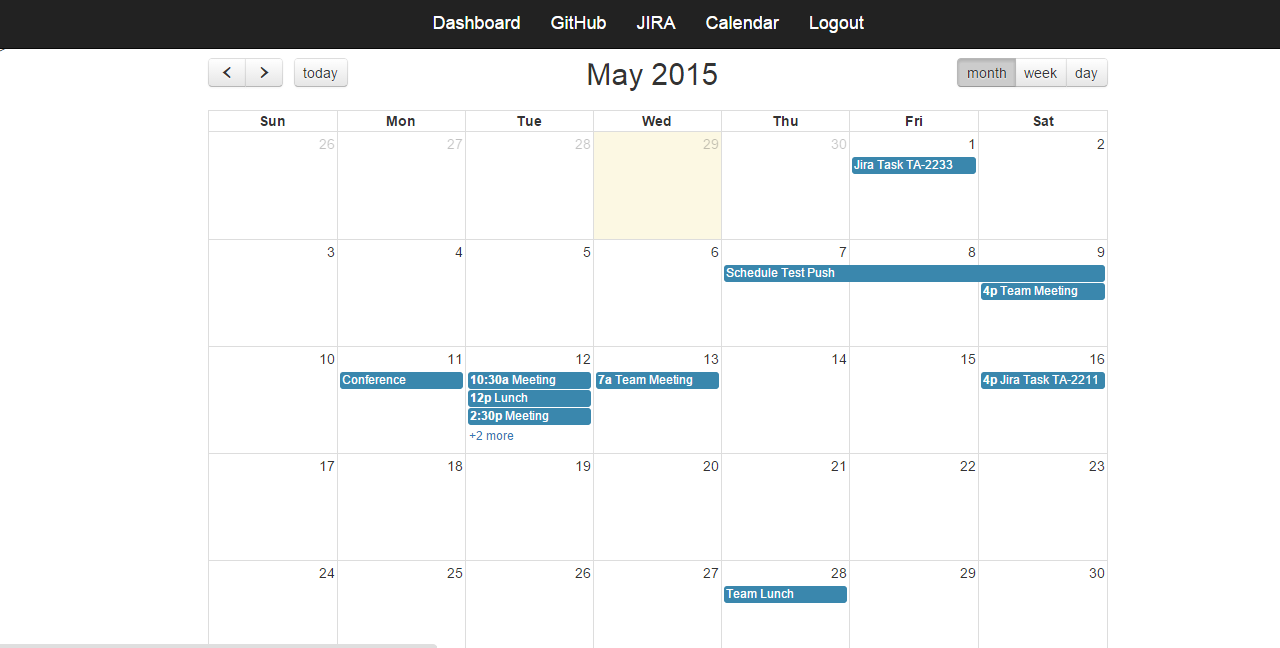 Dashboard GitHub JIRA Calendar Logout
today May 2015 month week day
Sun Mon Tue Wed Thu Fri Sat
26 27 28 29 30 1 2
Jira Task TA-2233
3 4 5 6 7 8 9
Schedule Test Push
4p Team Meeting
10 11 12 13 14 15 16
Conference 10:30a Meeting 7a Team Meeting 4p Jira Task TA-2211
12p Lunch
2:30p Meeting
+2 more
17 18 19 20 21 22 23
24 25 26 27 28 29 30
Team Lunch